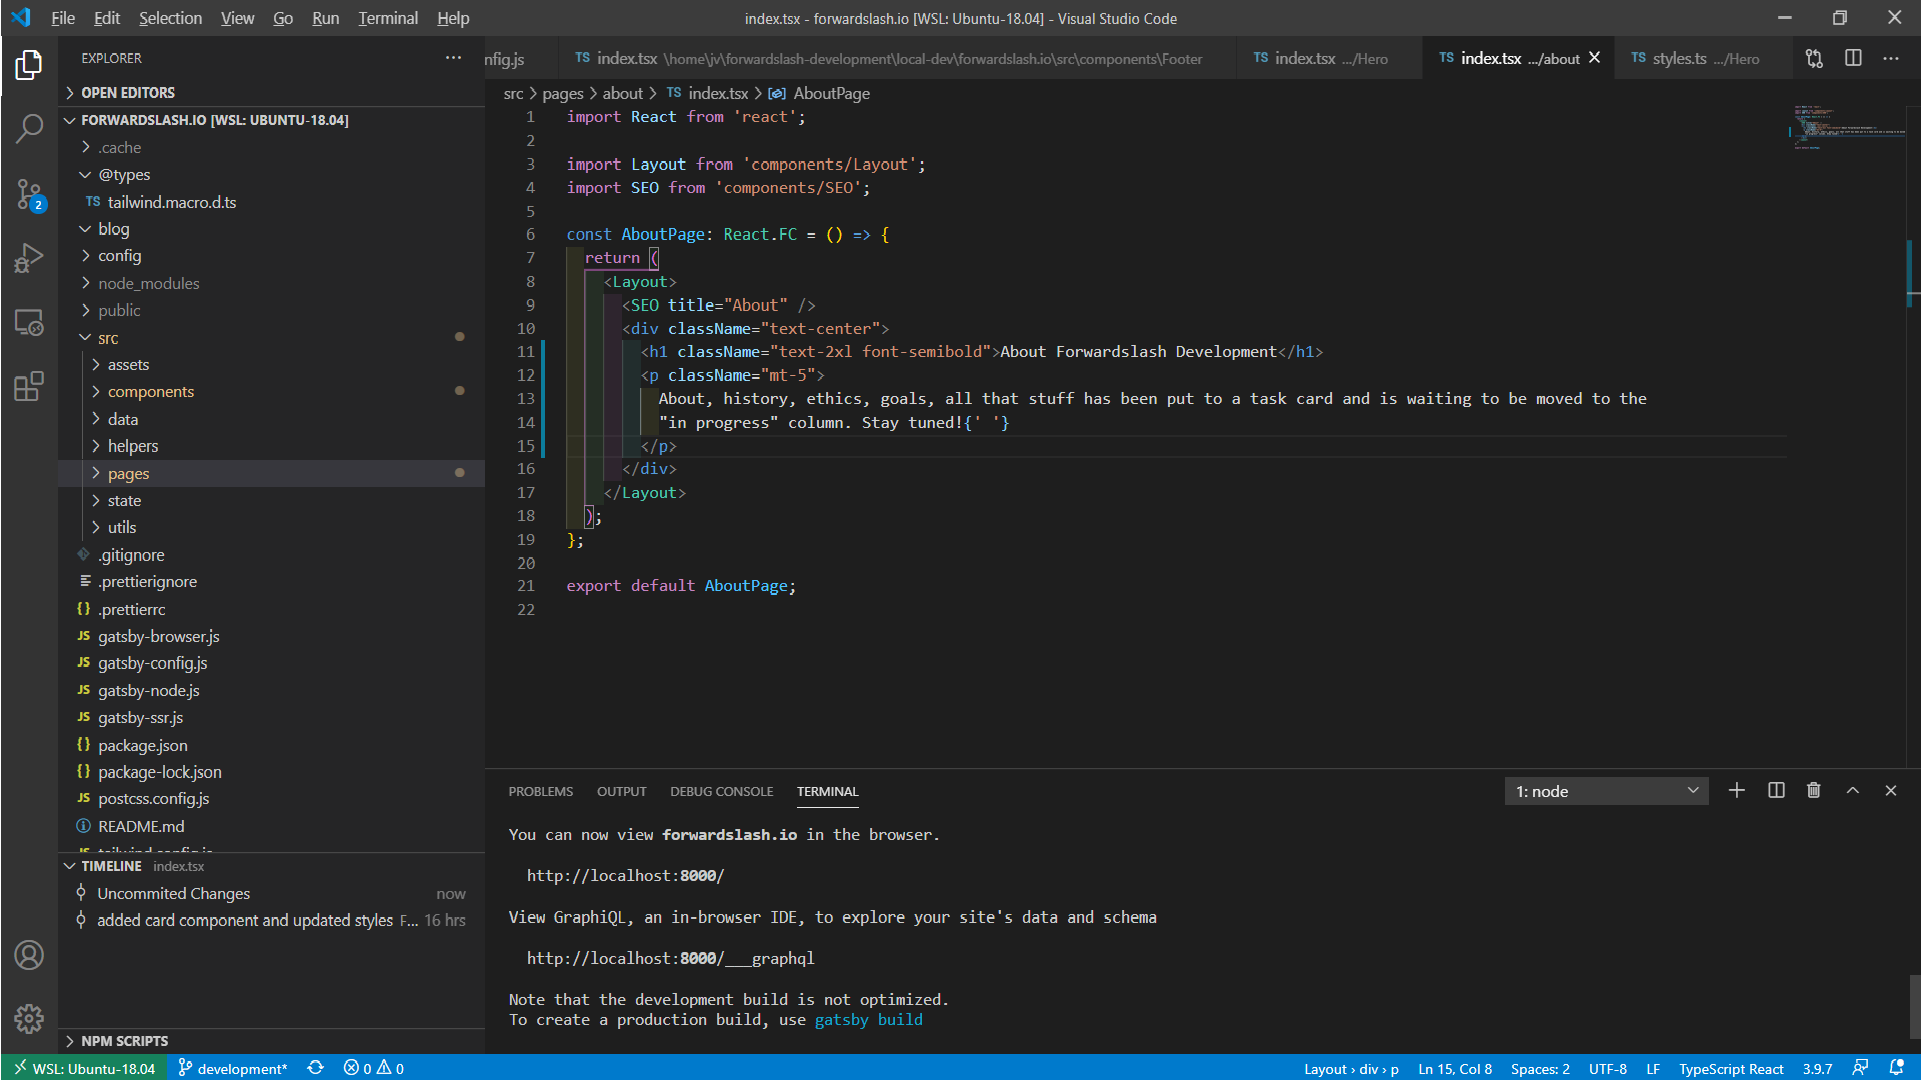 File Edit Selection View Go Run Terminal Help
index.tsx - forwardslash.io [WSL: Ubuntu-18.04] - Visual Studio Code
EXPLORER
nfig.js
TS index.tsx \home\jv\forwardslash-development\local-dev\forwardslash.io\src\components\Footer
TS index.tsx .../Hero
TS index.tsx .../about
TS styles.ts .../Hero
OPEN EDITORS
FORWARDSLASH.IO [WSL: UBUNTU-18.04]
.cache
@types
TS tailwind.macro.d.ts
blog
config
node_modules
public
src
assets
components
data
helpers
pages
state
utils
.gitignore
.prettierignore
{} .prettierrc
JS gatsby-browser.js
JS gatsby-config.js
JS gatsby-node.js
JS gatsby-ssr.js
{} package.json
{} package-lock.json
JS postcss.config.js
README.md
JS tailwind.config.js
TIMELINE index.tsx
Uncommited Changes now
added card component and updated styles F... 16 hrs
NPM SCRIPTS
2
src > pages > about > TS index.tsx > AboutPage
1 import React from 'react';
2
3 import Layout from 'components/Layout';
4 import SEO from 'components/SEO';
5
6 const AboutPage: React.FC = () => {
7 return (
8 <Layout>
9 <SEO title="About" />
10 <div className="text-center">
11 <h1 className="text-2xl font-semibold">About Forwardslash Development</h1>
12 <p className="mt-5">
13 About, history, ethics, goals, all that stuff has been put to a task card and is waiting to be moved to the
14 "in progress" column. Stay tuned!{' '}
15 </p>
16 </div>
17 </Layout>
18 );
19 };
20
21 export default AboutPage;
22
PROBLEMS OUTPUT DEBUG CONSOLE TERMINAL
1: node
You can now view forwardslash.io in the browser.
http://localhost:8000/
View GraphiQL, an in-browser IDE, to explore your site's data and schema
http://localhost:8000/___graphql
Note that the development build is not optimized.
To create a production build, use gatsby build
WSL: Ubuntu-18.04 development* 0 0
Layout › div › p Ln 15, Col 8 Spaces: 2 UTF-8 LF TypeScript React 3.9.7